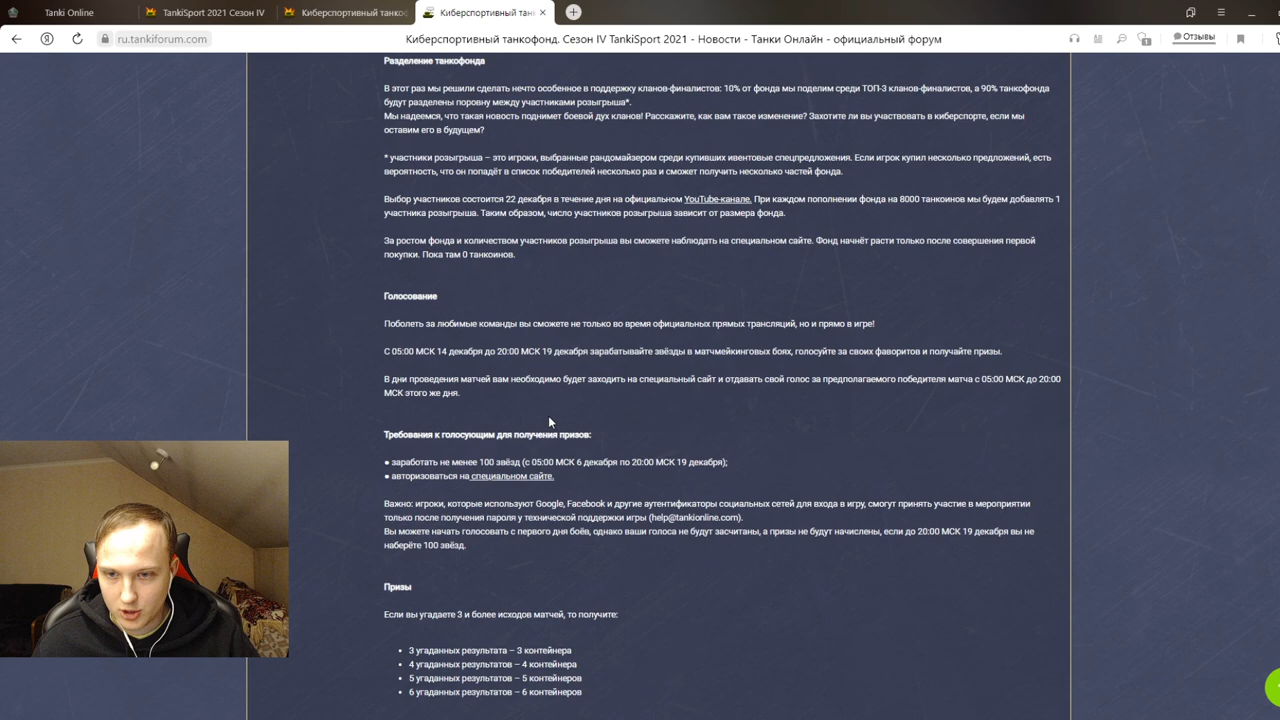 Tanki Online
TankiSport 2021 Сезон IV
Киберспортивный танкофо
Киберспортивный тан
Я
ru.tankiforum.com
Киберспортивный танкофонд. Сезон IV TankiSport 2021 - Новости - Танки Онлайн - официальный форум
Отзывы
Разделение танкофонда
В этот раз мы решили сделать нечто особенное в поддержку кланов-финалистов: 10% от фонда мы поделим среди ТОП-3 кланов-финалистов, а 90% танкофонда
будут разделены поровну между участниками розыгрыша*.
Мы надеемся, что такая новость поднимет боевой дух кланов! Расскажите, как вам такое изменение? Захотите ли вы участвовать в киберспорте, если мы
оставим его в будущем?
* участники розыгрыша – это игроки, выбранные рандомайзером среди купивших ивентовые спецпредложения. Если игрок купил несколько предложений, есть
вероятность, что он попадёт в список победителей несколько раз и сможет получить несколько частей фонда.
Выбор участников состоится 22 декабря в течение дня на официальном YouTube-канале. При каждом пополнении фонда на 8000 танкоинов мы будем добавлять 1
участника розыгрыша. Таким образом, число участников розыгрыша зависит от размера фонда.
За ростом фонда и количеством участников розыгрыша вы сможете наблюдать на специальном сайте. Фонд начнёт расти только после совершения первой
покупки. Пока там 0 танкоинов.
Голосование
Поболеть за любимые команды вы сможете не только во время официальных прямых трансляций, но и прямо в игре!
С 05:00 МСК 14 декабря до 20:00 МСК 19 декабря зарабатывайте звёзды в матчмейкинговых боях, голосуйте за своих фаворитов и получайте призы.
В дни проведения матчей вам необходимо будет заходить на специальный сайт и отдавать свой голос за предполагаемого победителя матча с 05:00 МСК до 20:00
МСК этого же дня.
Требования к голосующим для получения призов:
● заработать не менее 100 звёзд (с 05:00 МСК 6 декабря по 20:00 МСК 19 декабря);
● авторизоваться на специальном сайте.
Важно: игроки, которые используют Google, Facebook и другие аутентификаторы социальных сетей для входа в игру, смогут принять участие в мероприятии
только после получения пароля у технической поддержки игры (help@tankionline.com).
Вы можете начать голосовать с первого дня боёв, однако ваши голоса не будут засчитаны, а призы не будут начислены, если до 20:00 МСК 19 декабря вы не
наберёте 100 звёзд.
Призы
Если вы угадаете 3 и более исходов матчей, то получите:
• 3 угаданных результата – 3 контейнера
• 4 угаданных результатов – 4 контейнера
• 5 угаданных результатов – 5 контейнеров
• 6 угаданных результатов – 6 контейнеров